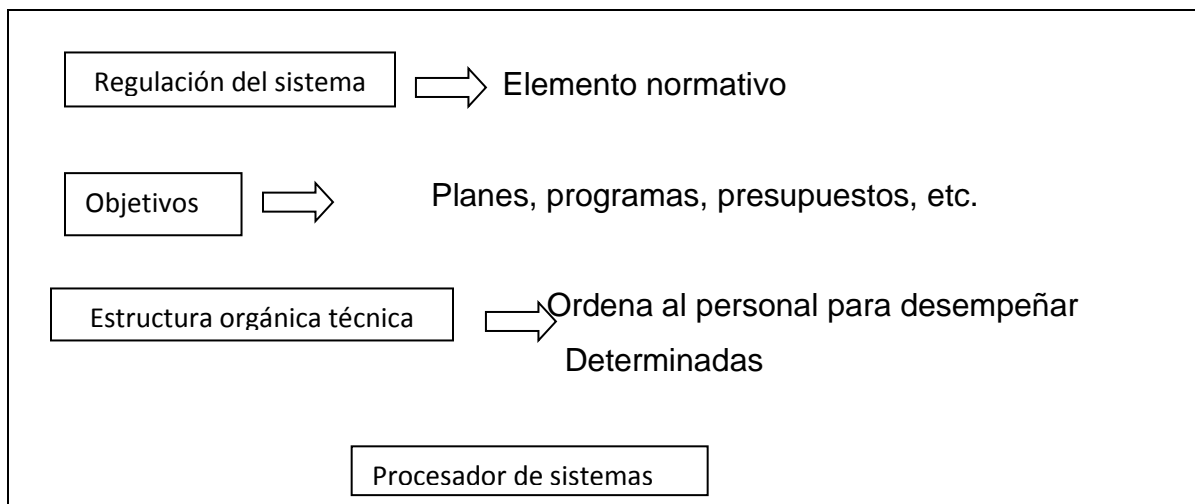 Regulación del sistema Elemento normativo
Objetivos Planes, programas, presupuestos, etc.
Estructura orgánica técnica Ordena al personal para desempeñar
Determinadas
Procesador de sistemas